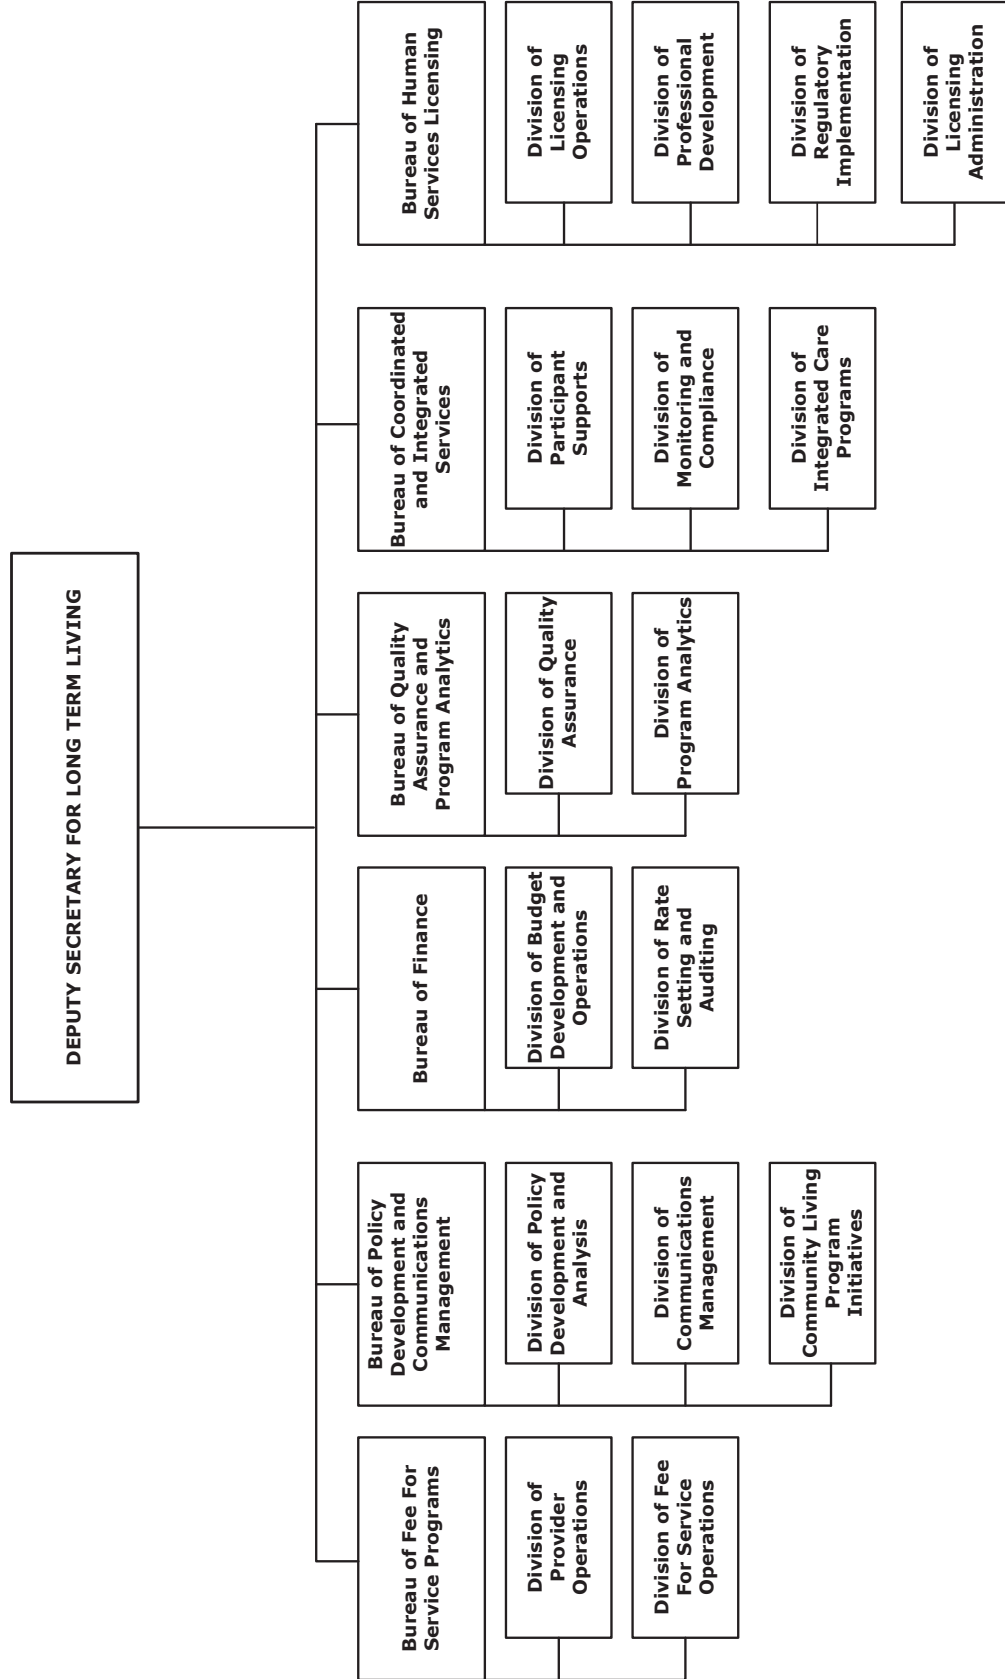 DEPUTY SECRETARY FOR LONG TERM LIVING
Bureau of Fee For
Service Programs
Division of
Provider
Operations
Division of Fee
For Service
Operations
Bureau of Policy
Development and
Communications
Management
Division of Policy
Development and
Analysis
Division of
Communications
Management
Division of
Community Living
Program
Initiatives
Bureau of Finance
Division of Budget
Development and
Operations
Division of Rate
Setting and
Auditing
Bureau of Quality
Assurance and
Program Analytics
Division of Quality
Assurance
Division of
Program Analytics
Bureau of Coordinated
and Integrated
Services
Division of
Participant
Supports
Division of
Monitoring and
Compliance
Division of
Integrated Care
Programs
Bureau of Human
Services Licensing
Division of
Licensing
Operations
Division of
Professional
Development
Division of
Regulatory
Implementation
Division of
Licensing
Administration